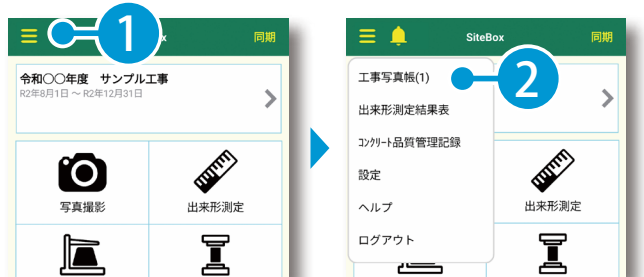 1
ox
同期
令和○○年度 サンプル工事
R2年8月1日 ～ R2年12月31日
写真撮影
出来形測定
SiteBox
同期
工事写真帳(1)
2
出来形測定結果表
ｺﾝｸﾘｰﾄ品質管理記録
設定
ヘルプ
出来形測定
ログアウト